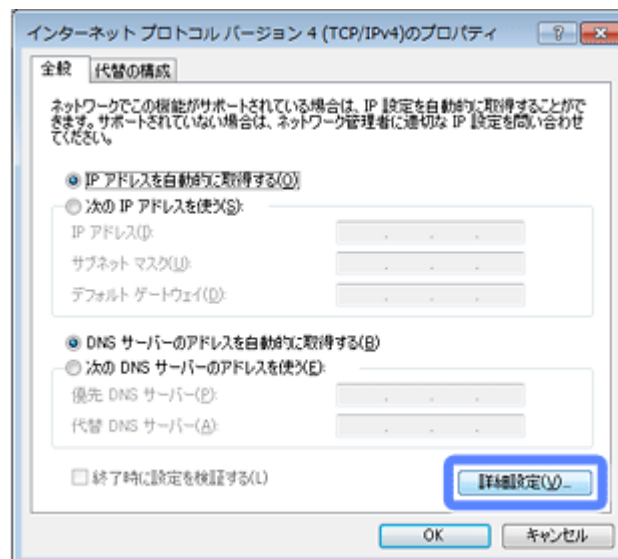 インターネット プロトコル バージョン 4 (TCP/IPv4)のプロパティ
全般
代替の構成
ネットワークでこの機能がサポートされている場合は、IP 設定を自動的に取得することがで
きます。サポートされていない場合は、ネットワーク管理者に適切な IP 設定を問い合わせ
てください。
IP アドレスを自動的に取得する(O)
次の IP アドレスを使う(S):
IP アドレス(I):
サブネット マスク(U):
デフォルト ゲートウェイ(D):
DNS サーバーのアドレスを自動的に取得する(B)
次の DNS サーバーのアドレスを使う(E):
優先 DNS サーバー(P):
代替 DNS サーバー(A):
終了時に設定を検証する(L)
詳細設定(V)...
OK
キャンセル